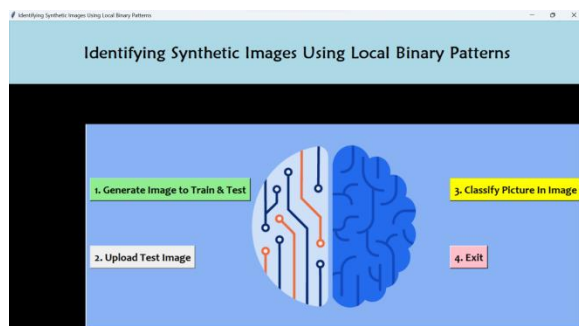 Identifying Synthetic Images Using Local Binary Patterns
Identifying Synthetic Images Using Local Binary Patterns
1. Generate Image to Train & Test
3. Classify Picture In Image
2. Upload Test Image
4. Exit